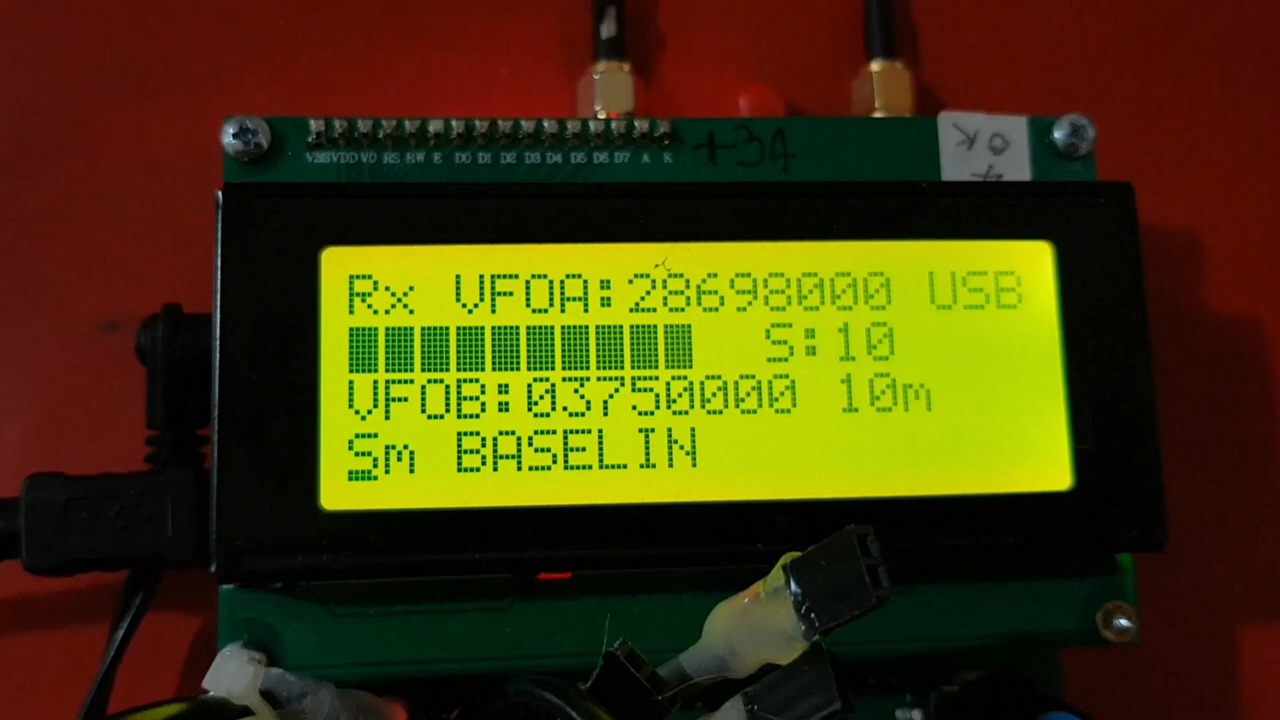 VSS VDD VO RS RW E D0 D1 D2 D3 D4 D5 D6 D7 A K
+3A
OK
Rx VFOA:28698000 USB
S:10
VFOB:03750000 10m
Sm BASELIN